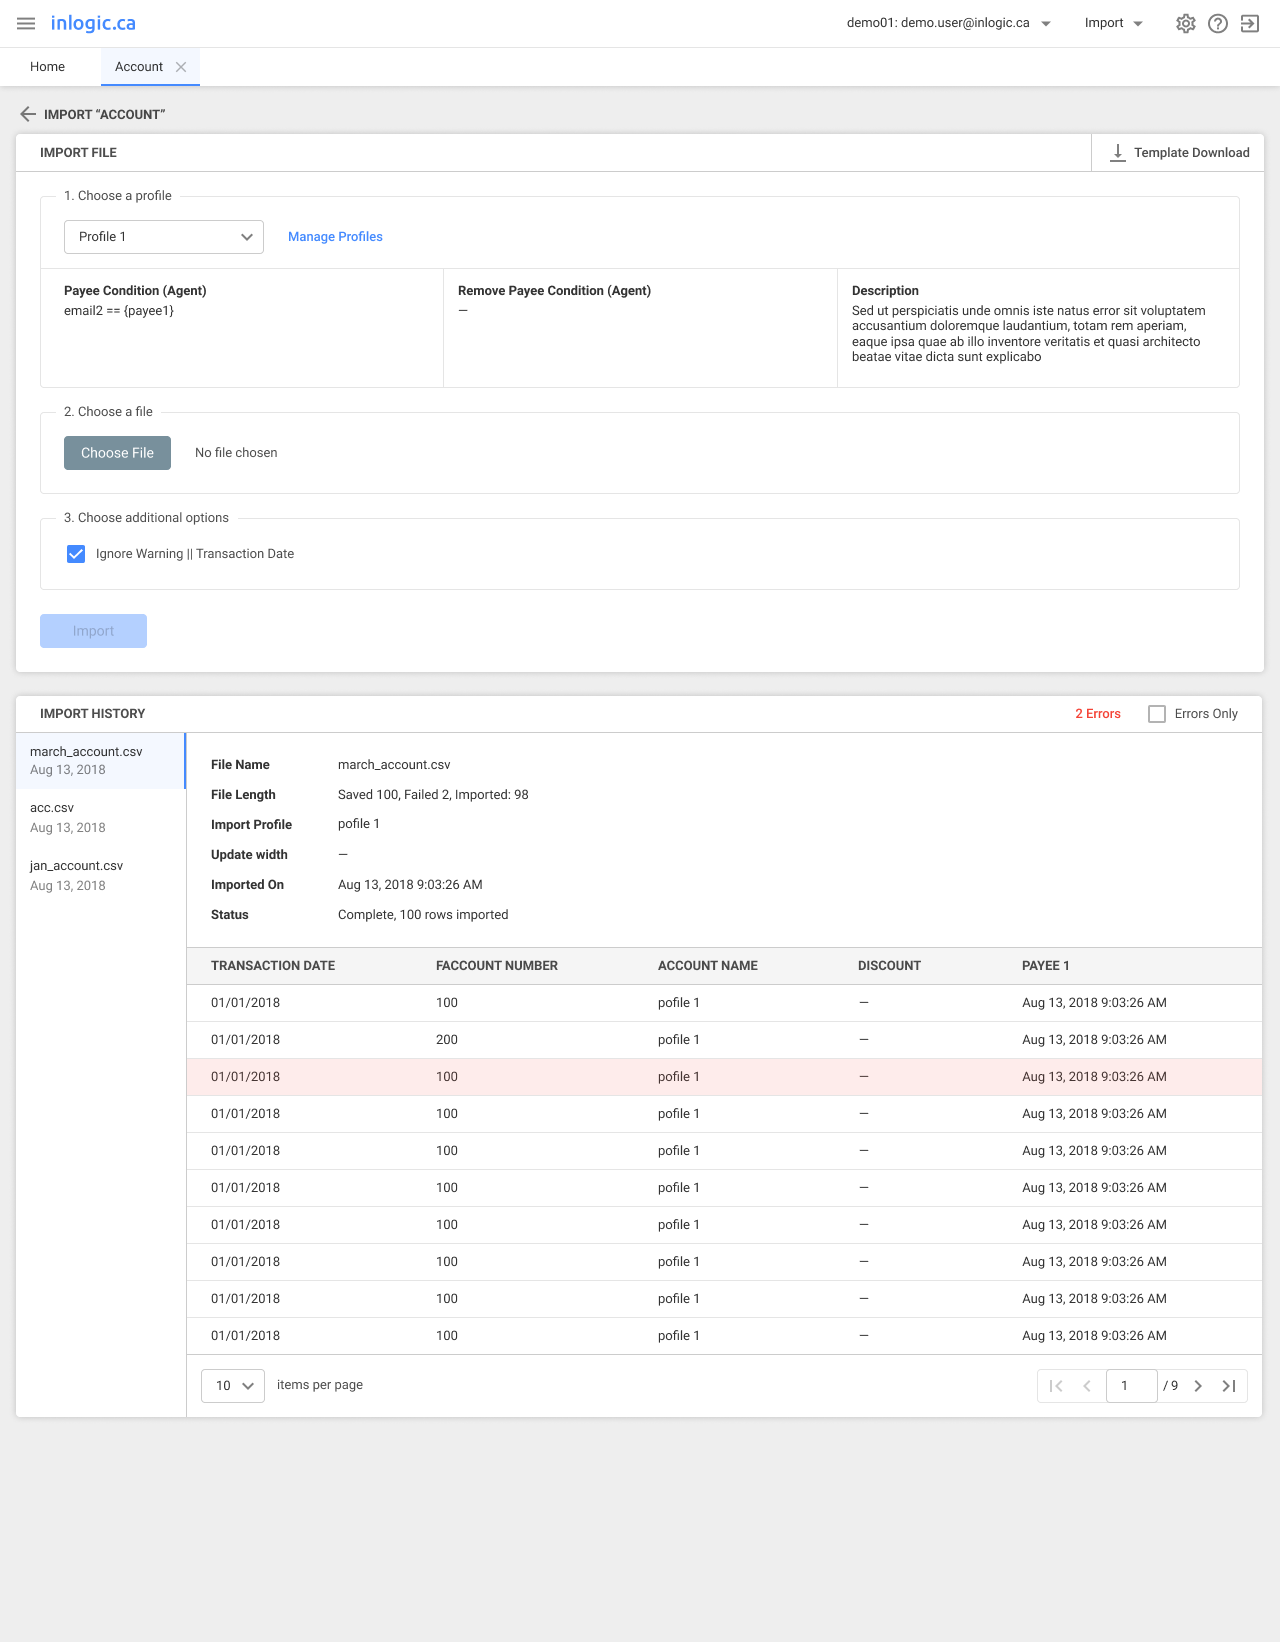 inlogic.ca
demo01: demo.user@inlogic.ca
Import
Home
Account
IMPORT “ACCOUNT”
IMPORT FILE
Template Download
1. Choose a profile
Profile 1
Manage Profiles
Payee Condition (Agent)
email2 == {payee1}
Remove Payee Condition (Agent)
—
Description
Sed ut perspiciatis unde omnis iste natus error sit voluptatem
accusantium doloremque laudantium, totam rem aperiam,
eaque ipsa quae ab illo inventore veritatis et quasi architecto
beatae vitae dicta sunt explicabo
2. Choose a file
Choose File
No file chosen
3. Choose additional options
Ignore Warning || Transaction Date
Import
IMPORT HISTORY
2 Errors
Errors Only
march_account.csv
Aug 13, 2018
acc.csv
Aug 13, 2018
jan_account.csv
Aug 13, 2018
File Name march_account.csv
File Length Saved 100, Failed 2, Imported: 98
Import Profile pofile 1
Update width —
Imported On Aug 13, 2018 9:03:26 AM
Status Complete, 100 rows imported
TRANSACTION DATE FACCOUNT NUMBER ACCOUNT NAME DISCOUNT PAYEE 1
01/01/2018 100 pofile 1 — Aug 13, 2018 9:03:26 AM
01/01/2018 200 pofile 1 — Aug 13, 2018 9:03:26 AM
01/01/2018 100 pofile 1 — Aug 13, 2018 9:03:26 AM
01/01/2018 100 pofile 1 — Aug 13, 2018 9:03:26 AM
01/01/2018 100 pofile 1 — Aug 13, 2018 9:03:26 AM
01/01/2018 100 pofile 1 — Aug 13, 2018 9:03:26 AM
01/01/2018 100 pofile 1 — Aug 13, 2018 9:03:26 AM
01/01/2018 100 pofile 1 — Aug 13, 2018 9:03:26 AM
01/01/2018 100 pofile 1 — Aug 13, 2018 9:03:26 AM
01/01/2018 100 pofile 1 — Aug 13, 2018 9:03:26 AM
10 items per page
1 / 9